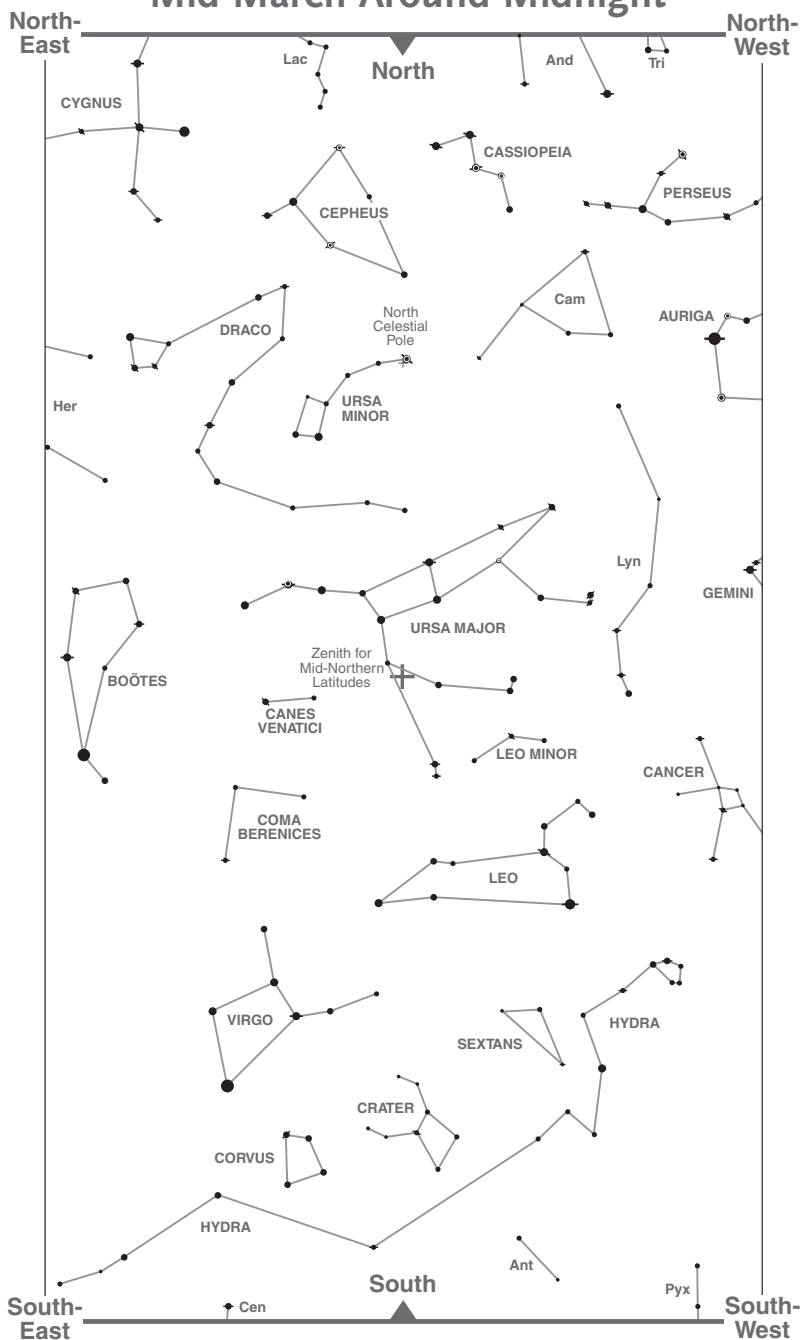 Mid-March Around Midnight
North-
East
North-
West
North
Lac
And
Tri
CYGNUS
CASSIOPEIA
PERSEUS
CEPHEUS
Cam
North
Celestial
Pole
AURIGA
DRACO
Her
URSA
MINOR
Lyn
GEMINI
URSA MAJOR
Zenith for
Mid-Northern
Latitudes
BOÖTES
CANES
VENATICI
LEO MINOR
CANCER
COMA
BERENICES
LEO
VIRGO
SEXTANS
HYDRA
CRATER
CORVUS
HYDRA
Ant
Pyx
South
Cen
South-
East
South-
West